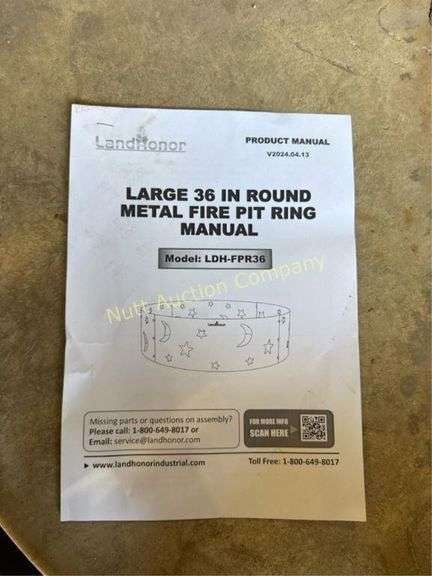 LandHonor
PRODUCT MANUAL
V2024.04.13
LARGE 36 IN ROUND
METAL FIRE PIT RING
MANUAL
Model: LDH-FPR36
Nutt Auction Company
LandHonor
Missing parts or questions on assembly?
Please call: 1-800-649-8017 or
Email: service@landhonor.com
FOR MORE INFO
SCAN HERE ▶
▶ www.landhonorindustrial.com
Toll Free: 1-800-649-8017